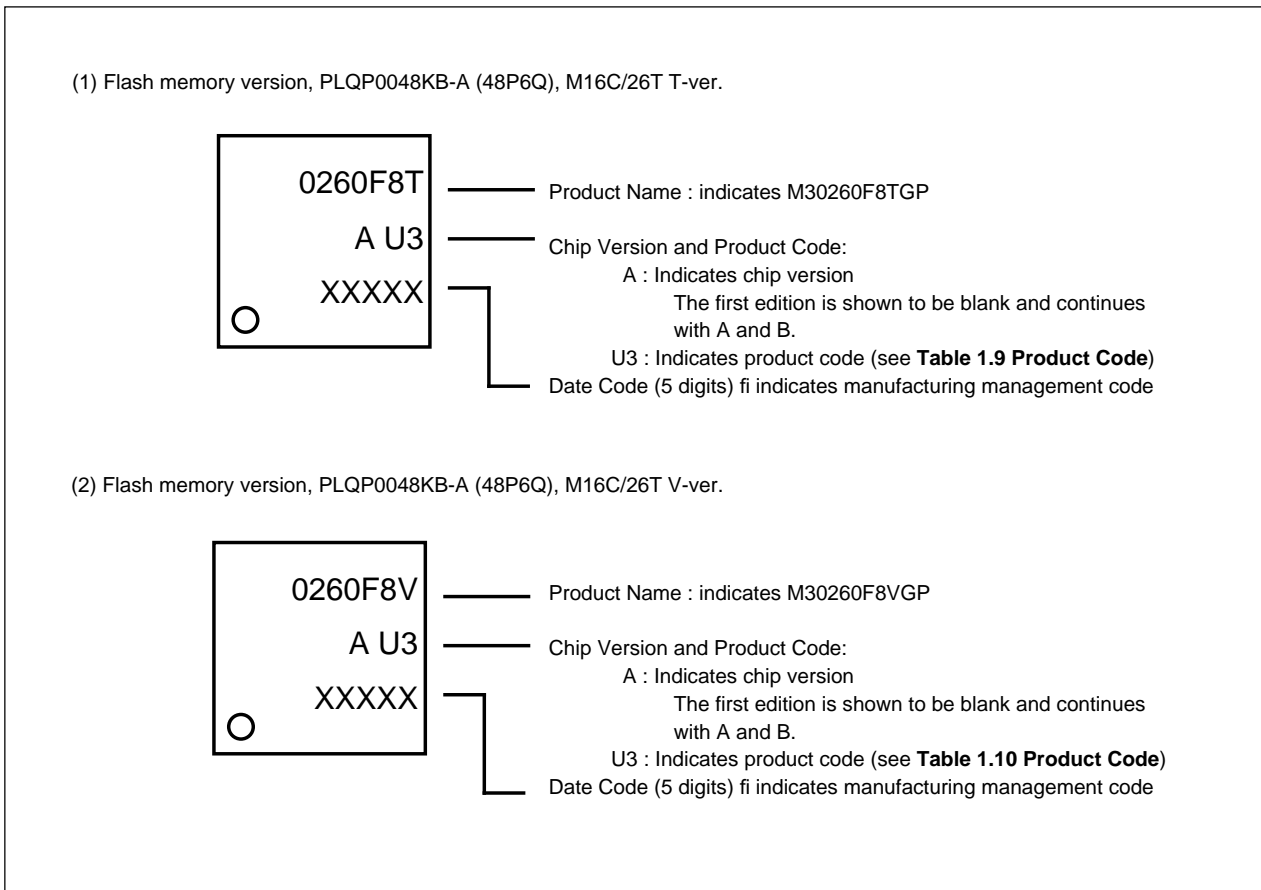 (1) Flash memory version, PLQP0048KB-A (48P6Q), M16C/26T T-ver.
0260F8T
A U3
XXXXX
Product Name : indicates M30260F8TGP
Chip Version and Product Code:
A : Indicates chip version
The first edition is shown to be blank and continues
with A and B.
U3 : Indicates product code (see Table 1.9 Product Code)
Date Code (5 digits) fi indicates manufacturing management code
(2) Flash memory version, PLQP0048KB-A (48P6Q), M16C/26T V-ver.
0260F8V
A U3
XXXXX
Product Name : indicates M30260F8VGP
Chip Version and Product Code:
A : Indicates chip version
The first edition is shown to be blank and continues
with A and B.
U3 : Indicates product code (see Table 1.10 Product Code)
Date Code (5 digits) fi indicates manufacturing management code